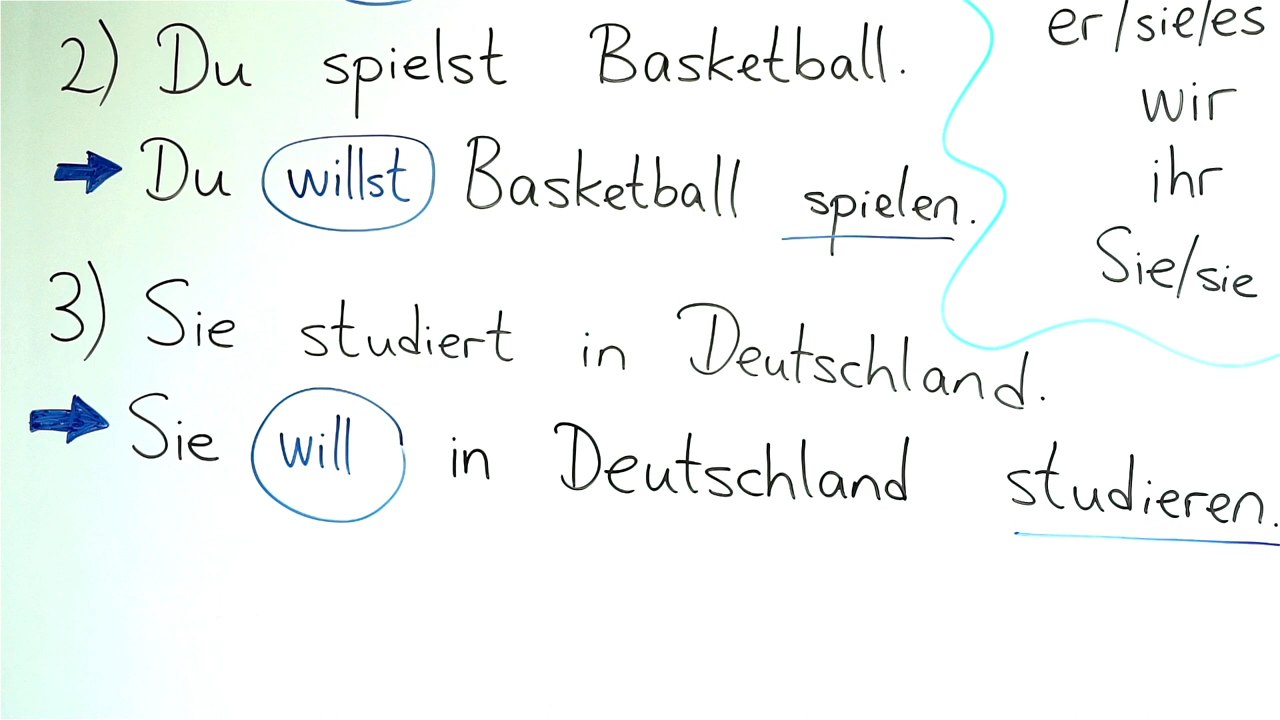 2) Du spielst Basketball.
Du willst Basketball spielen.
3) Sie studiert in Deutschland.
Sie will in Deutschland studieren.
er/sie/es
wir
ihr
Sie/sie